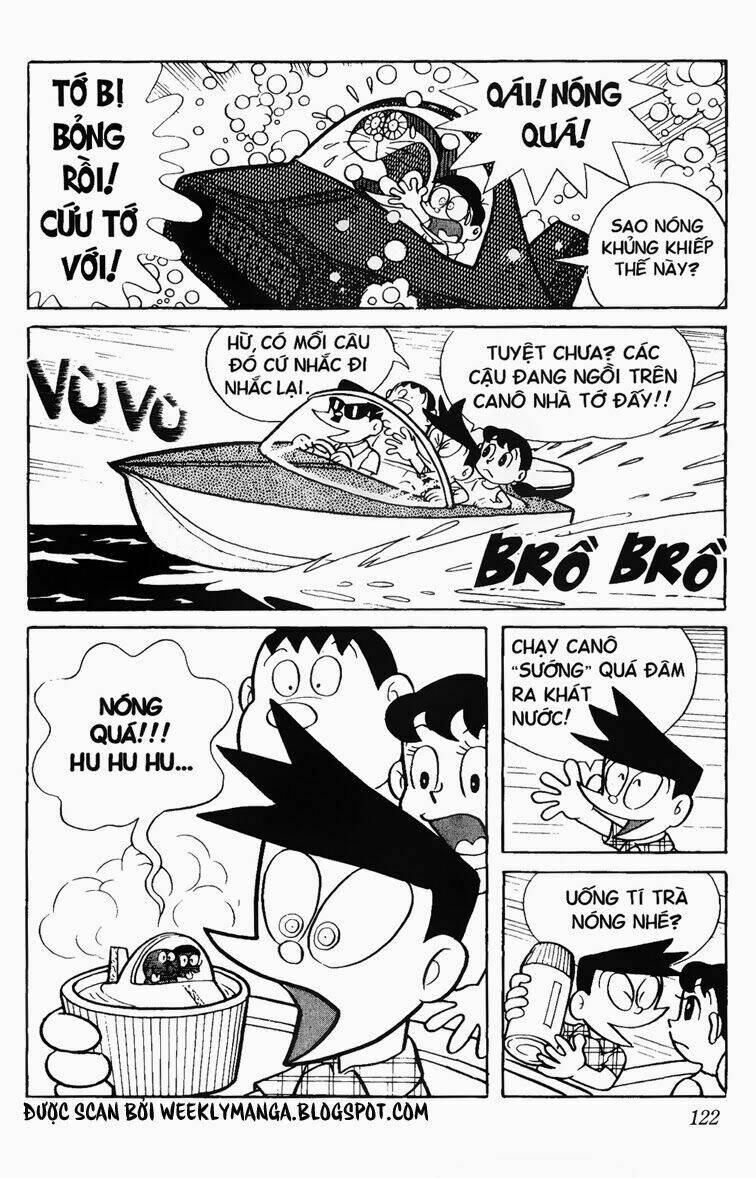 QÁI! NÓNG
QUÁ!
SAO NÓNG
KHỦNG KHIẾP
THẾ NÀY?
TỚ BỊ
BỎNG
RỒI!
CỨU TỚ
VỚI!
TUYỆT CHƯA? CÁC
CẬU ĐANG NGỒI TRÊN
CANÔ NHÀ TỚ ĐẤY!!
HỪ, CÓ MỖI CÂU
ĐÓ CỨ NHẮC ĐI
NHẮC LẠI.
VÙ VÙ
BRỒ BRỒ
CHẠY CANÔ
“SƯỚNG” QUÁ ĐÂM
RA KHÁT
NƯỚC!
UỐNG TÍ TRÀ
NÓNG NHÉ?
NÓNG
QUÁ!!!
HU HU HU...
ĐƯỢC SCAN BỞI WEEKLYMANGA.BLOGSPOT.COM
122